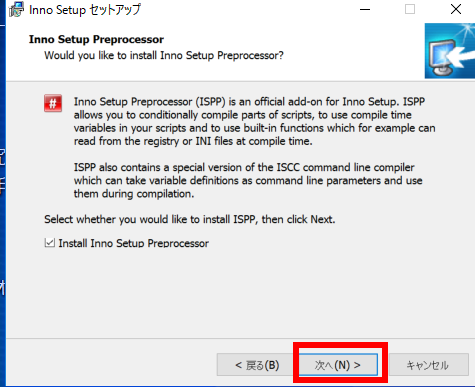 Inno Setup セットアップ
Inno Setup Preprocessor
Would you like to install Inno Setup Preprocessor?
#
Inno Setup Preprocessor (ISPP) is an official add-on for Inno Setup. ISPP
allows you to conditionally compile parts of scripts, to use compile time
variables in your scripts and to use built-in functions which for example can
read from the registry or INI files at compile time.
ISPP also contains a special version of the ISCC command line compiler
which can take variable definitions as command line parameters and use
them during compilation.
Select whether you would like to install ISPP, then click Next.
Install Inno Setup Preprocessor
< 戻る(B)
次へ(N) >
キャンセル